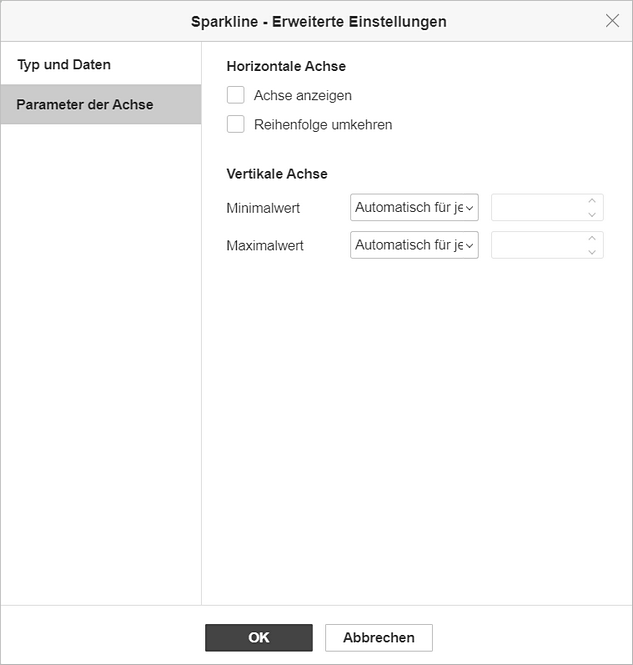 Sparkline - Erweiterte Einstellungen
Typ und Daten
Parameter der Achse
Horizontale Achse
Achse anzeigen
Reihenfolge umkehren
Vertikale Achse
Minimalwert Automatisch für je
Maximalwert Automatisch für je
OK Abbrechen